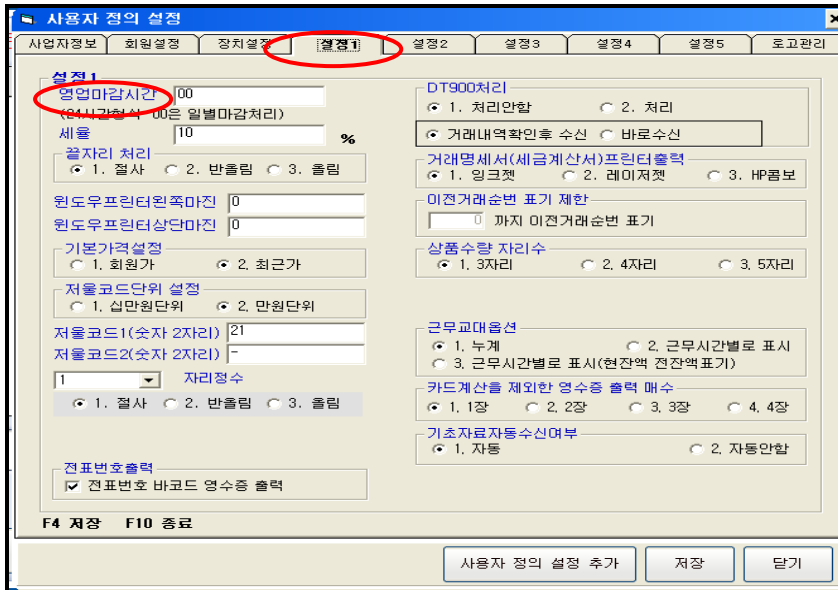 사용자 정의 설정
사업자정보 회원설정 장치설정 설정1 설정2 설정3 설정4 설정5 로고관리
설정1
영업마감시간 00
(24시간형식 00은 일별마감처리)
세율 10 %
끝자리 처리
1. 절사 2. 반올림 3. 올림
윈도우프린터왼쪽마진 0
윈도우프린터상단마진 0
기본가격설정
1. 회원가 2. 최근가
저울코드단위 설정
1. 십만원단위 2. 만원단위
저울코드1(숫자 2자리) 21
저울코드2(숫자 2자리) -
1 자리정수
1. 절사 2. 반올림 3. 올림
전표번호출력
전표번호 바코드 영수증 출력
F4 저장 F10 종료
DT900처리
1. 처리안함 2. 처리
거래내역확인후 수신 바로수신
거래명세서(세금계산서)프린터출력
1. 잉크젯 2. 레이저젯 3. HP콤보
이전거래순번 표기 제한
0 까지 이전거래순번 표기
상품수량 자리수
1. 3자리 2. 4자리 3. 5자리
근무교대옵션
1. 누계 2. 근무시간별로 표시
3. 근무시간별로 표시(현잔액 전잔액표기)
카드계산을 제외한 영수증 출력 매수
1. 1장 2. 2장 3. 3장 4. 4장
기초자료자동수신여부
1. 자동 2. 자동안함
사용자 정의 설정 추가 저장 닫기